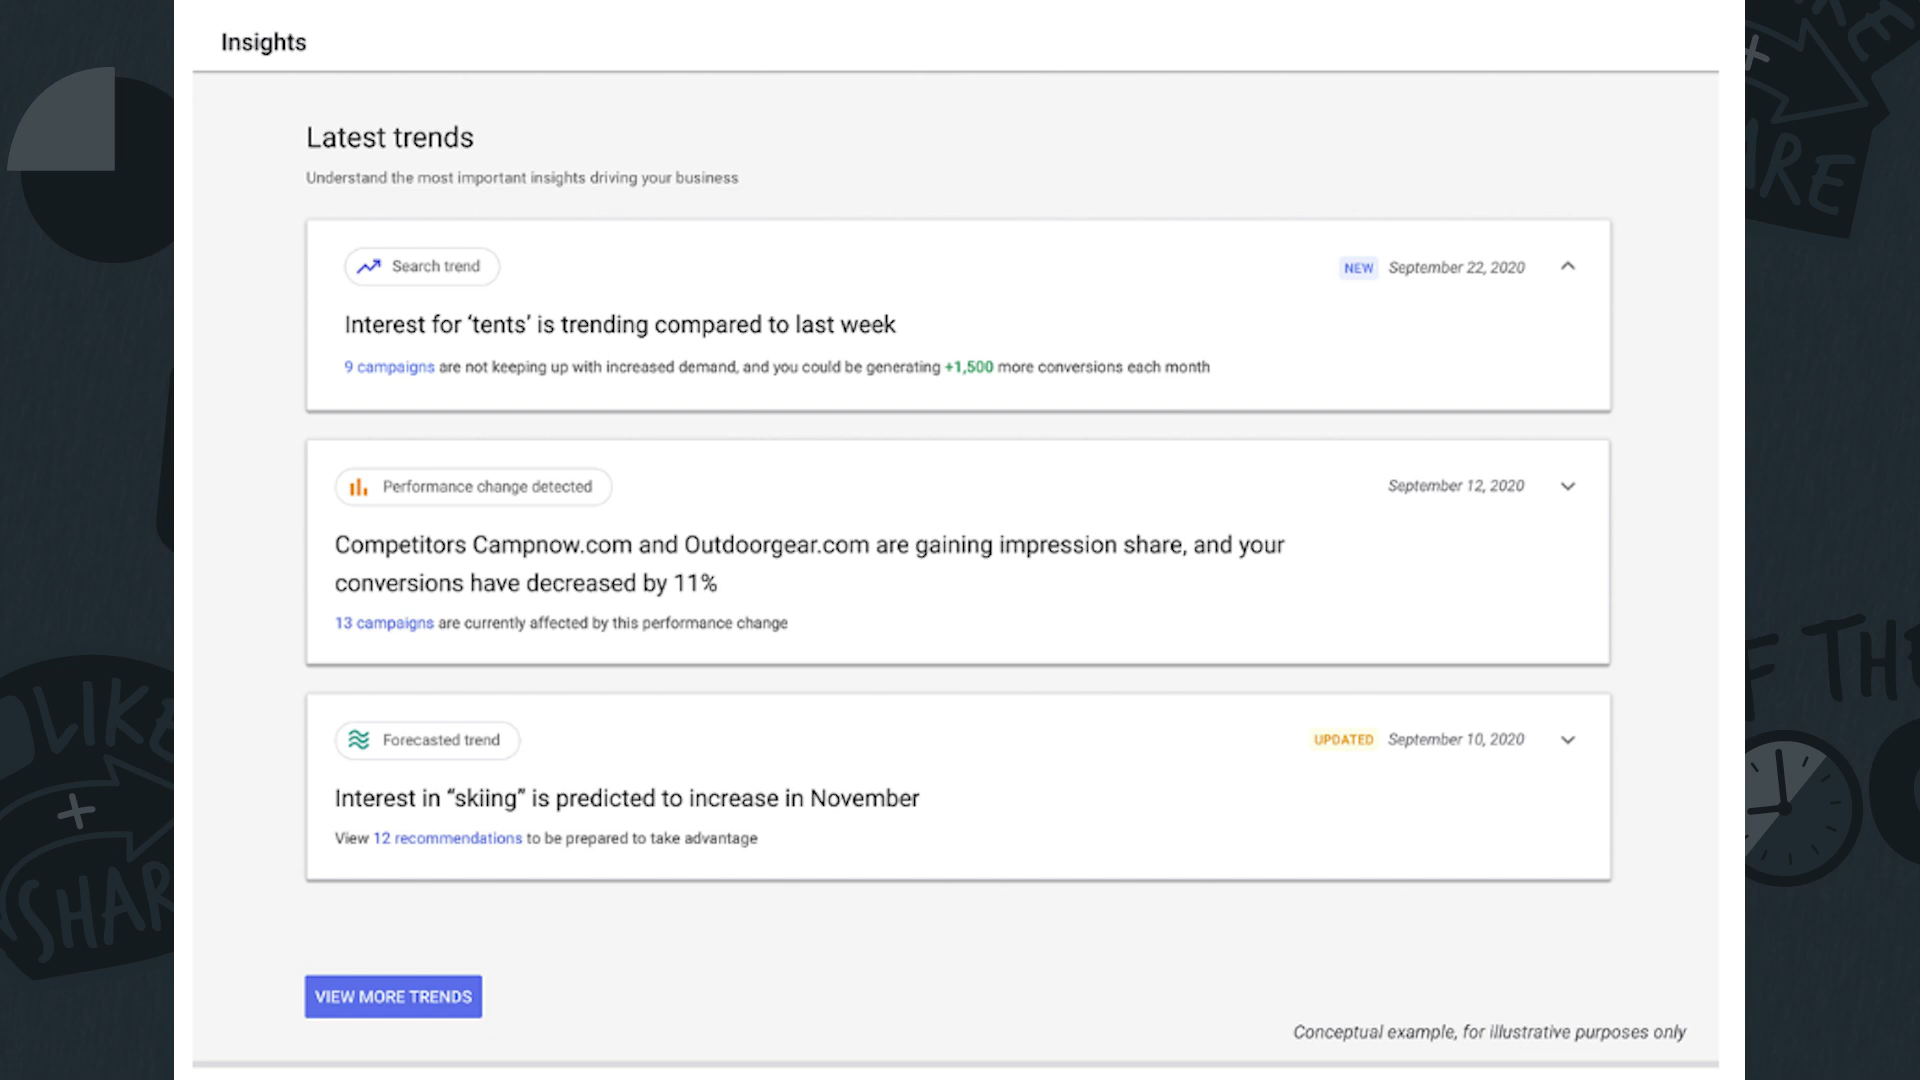 Insights
Latest trends
Understand the most important insights driving your business
Search trend
NEW September 22, 2020
Interest for ‘tents’ is trending compared to last week
9 campaigns are not keeping up with increased demand, and you could be generating +1,500 more conversions each month
Performance change detected
September 12, 2020
Competitors Campnow.com and Outdoorgear.com are gaining impression share, and your
conversions have decreased by 11%
13 campaigns are currently affected by this performance change
Forecasted trend
UPDATED September 10, 2020
Interest in “skiing” is predicted to increase in November
View 12 recommendations to be prepared to take advantage
VIEW MORE TRENDS
Conceptual example, for illustrative purposes only
LIKE
+
SHAR
+
ARE
F THE